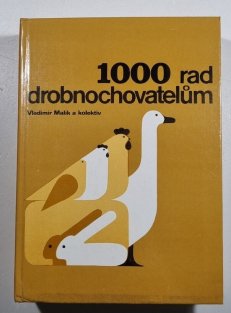 1000 rad
drobnochovatelům
Vladimír Malík a kolektiv